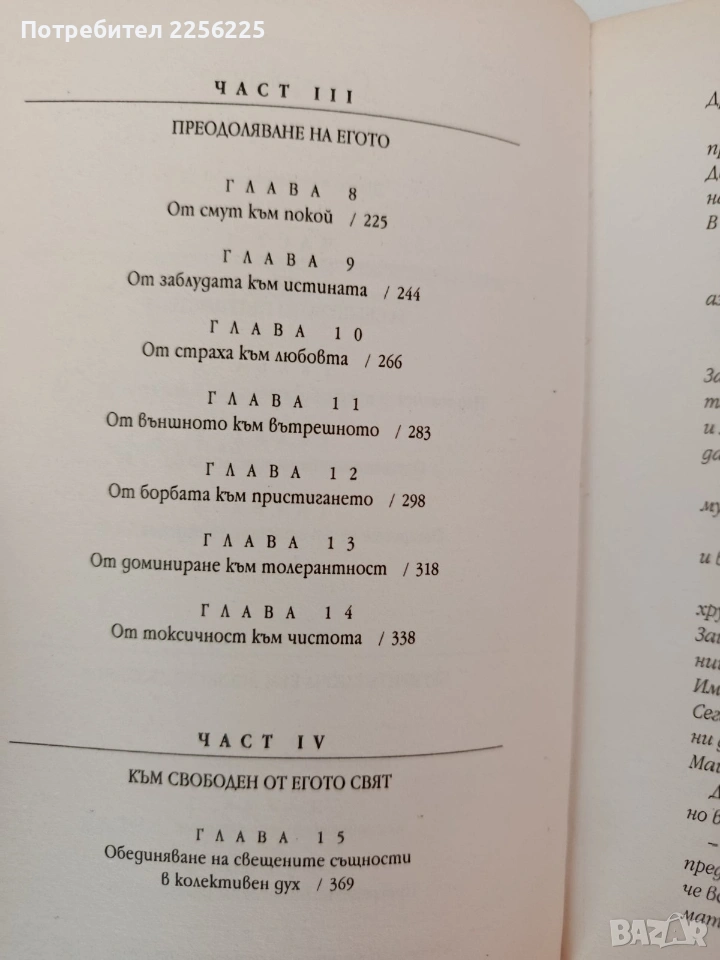 Потребител 2256225
ЧАСТ III
ПРЕОДОЛЯВАНЕ НА ЕГОТО
ГЛАВА 8
От смут към покой / 225
ГЛАВА 9
От заблудата към истината / 244
ГЛАВА 10
От страха към любовта / 266
ГЛАВА 11
От външното към вътрешното / 283
ГЛАВА 12
От борбата към пристигането / 298
ГЛАВА 13
От доминиране към толерантност / 318
ГЛАВА 14
От токсичност към чистота / 338
ЧАСТ IV
КЪМ СВОБОДЕН ОТ ЕГОТО СВЯТ
ГЛАВА 15
Обединяване на свещените същности
в колективен дух / 369
BAZAR